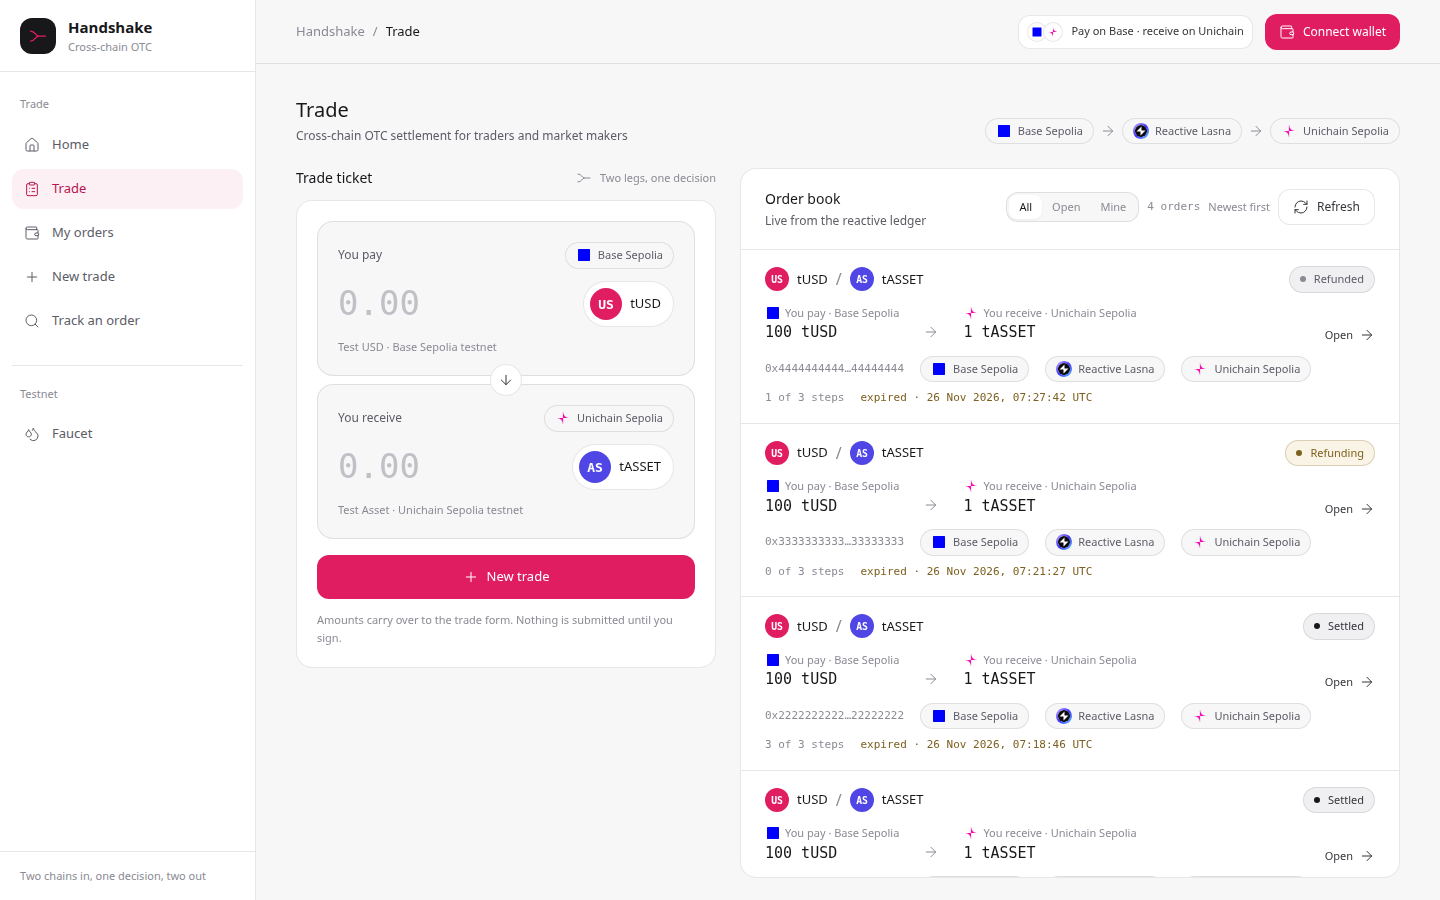 Handshake
Cross-chain OTC
Trade
Home
Trade
My orders
New trade
Track an order
Testnet
Faucet
Two chains in, one decision, two out
Handshake / Trade
Pay on Base · receive on Unichain
Connect wallet
Trade
Cross-chain OTC settlement for traders and market makers
Base Sepolia
Reactive Lasna
Unichain Sepolia
Trade ticket
Two legs, one decision
You pay
Base Sepolia
0.00
US tUSD
Test USD · Base Sepolia testnet
You receive
Unichain Sepolia
0.00
AS tASSET
Test Asset · Unichain Sepolia testnet
New trade
Amounts carry over to the trade form. Nothing is submitted until you
sign.
Order book
Live from the reactive ledger
All Open Mine
4 orders
Newest first
Refresh
US tUSD / AS tASSET
Refunded
You pay · Base Sepolia
You receive · Unichain Sepolia
100 tUSD
1 tASSET
Open
0x4444444444…44444444
Base Sepolia
Reactive Lasna
Unichain Sepolia
1 of 3 steps
expired · 26 Nov 2026, 07:27:42 UTC
US tUSD / AS tASSET
Refunding
You pay · Base Sepolia
You receive · Unichain Sepolia
100 tUSD
1 tASSET
Open
0x3333333333…33333333
Base Sepolia
Reactive Lasna
Unichain Sepolia
0 of 3 steps
expired · 26 Nov 2026, 07:21:27 UTC
US tUSD / AS tASSET
Settled
You pay · Base Sepolia
You receive · Unichain Sepolia
100 tUSD
1 tASSET
Open
0x2222222222…22222222
Base Sepolia
Reactive Lasna
Unichain Sepolia
3 of 3 steps
expired · 26 Nov 2026, 07:18:46 UTC
US tUSD / AS tASSET
Settled
You pay · Base Sepolia
You receive · Unichain Sepolia
100 tUSD
1 tASSET
Open